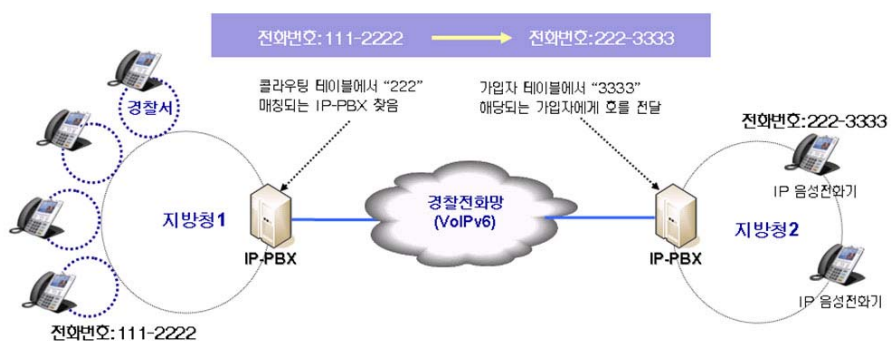 전화번호:111-2222
전화번호:222-3333
콜라우팅 테이블에서 “222”
매칭되는 IP-PBX 찾음
가입자 테이블에서 “3333”
해당되는 가입자에게 호를 전달
경찰서
전화번호:222-3333
IP 음성전화기
지방청1
경찰전화망
(VoIPv6)
지방청2
IP-PBX
IP-PBX
IP 음성전화기
전화번호:111-2222